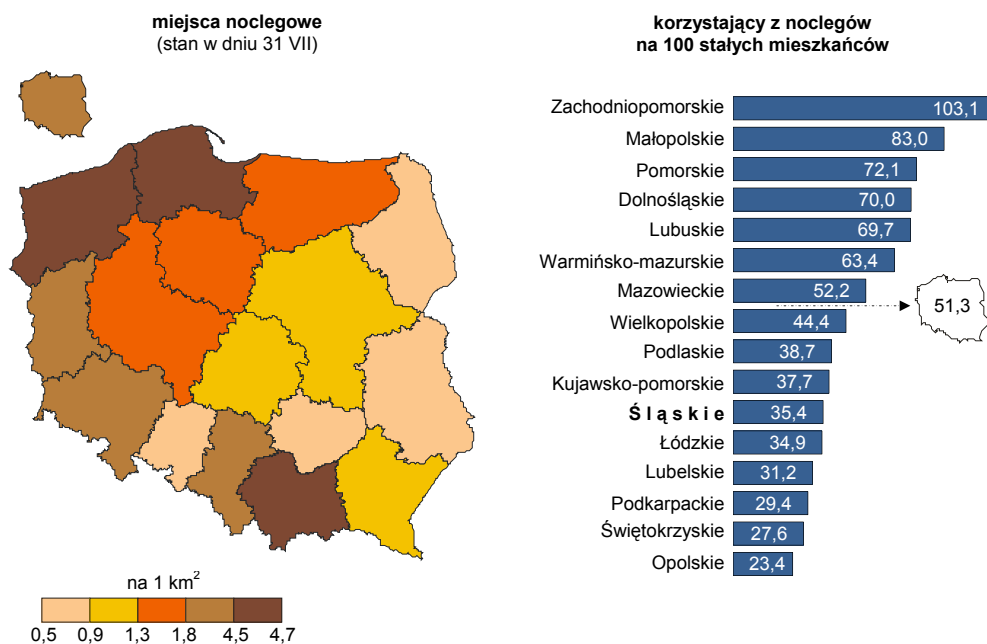 miejsca noclegowe
(stan w dniu 31 VII)
na 1 km²
0,5 0,9 1,3 1,8 4,5 4,7
korzystający z noclegów
na 100 stałych mieszkańców
Zachodniopomorskie 103,1
Małopolskie 83,0
Pomorskie 72,1
Dolnośląskie 70,0
Lubuskie 69,7
Warmińsko-mazurskie 63,4
Mazowieckie 52,2
51,3
Wielkopolskie 44,4
Podlaskie 38,7
Kujawsko-pomorskie 37,7
Śląskie 35,4
Łódzkie 34,9
Lubelskie 31,2
Podkarpackie 29,4
Świętokrzyskie 27,6
Opolskie 23,4